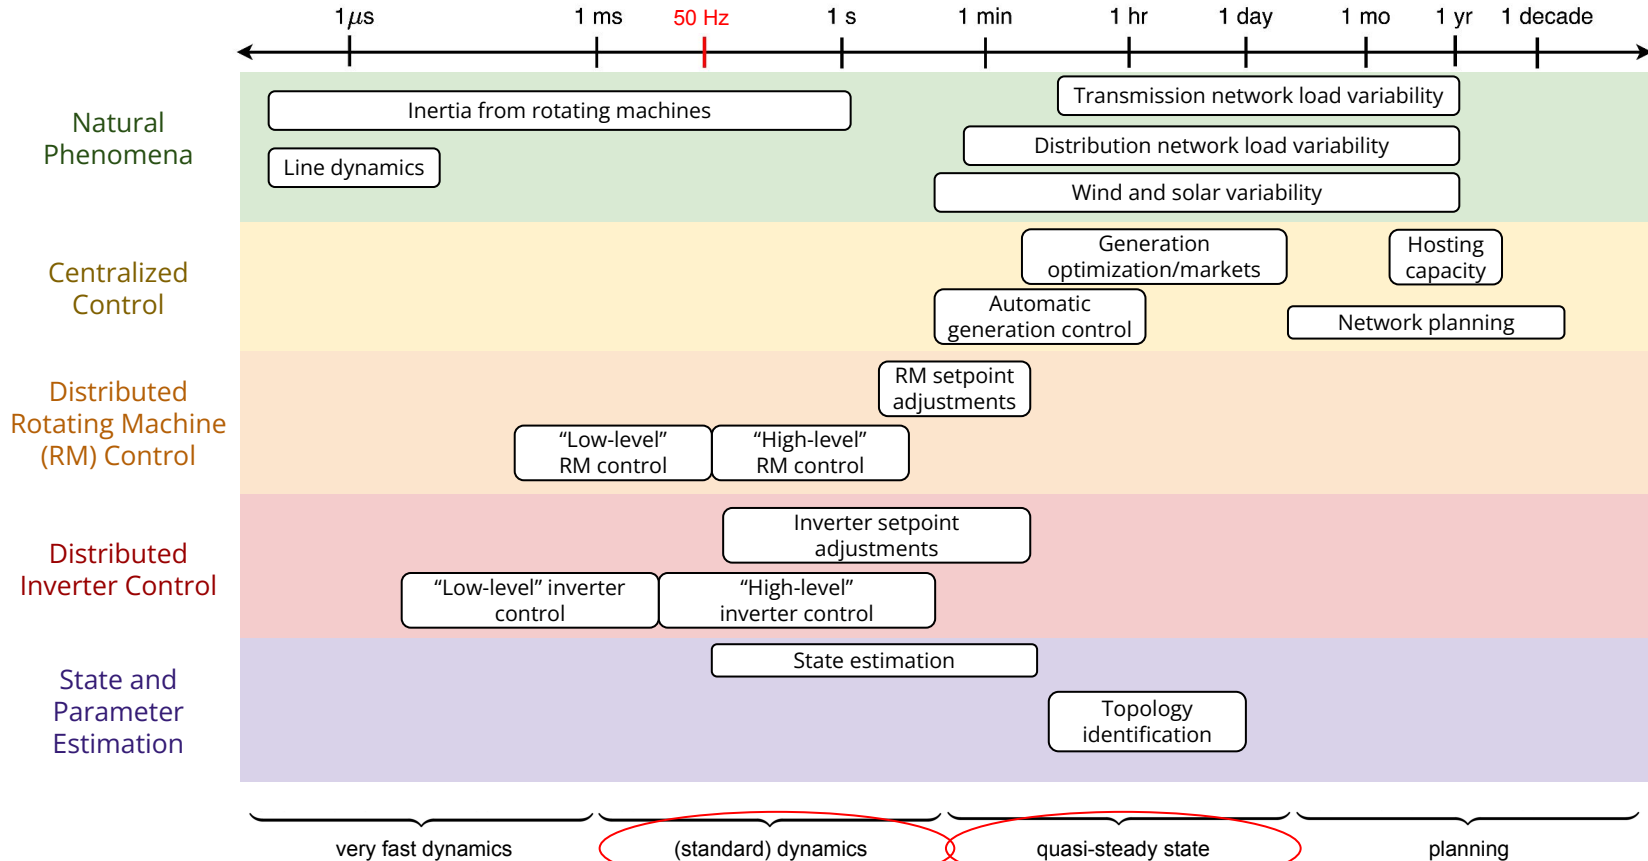 1 μs
1 ms
50 Hz
1 s
1 min
1 hr
1 day
1 mo
1 yr
1 decade
Natural
Phenomena
Inertia from rotating machines
Line dynamics
Transmission network load variability
Distribution network load variability
Wind and solar variability
Centralized
Control
Generation
optimization/markets
Hosting
capacity
Automatic
generation control
Network planning
Distributed
Rotating Machine
(RM) Control
RM setpoint
adjustments
“Low-level”
RM control
“High-level”
RM control
Distributed
Inverter Control
Inverter setpoint
adjustments
“Low-level” inverter
control
“High-level”
inverter control
State and
Parameter
Estimation
State estimation
Topology
identification
very fast dynamics
(standard) dynamics
quasi-steady state
planning